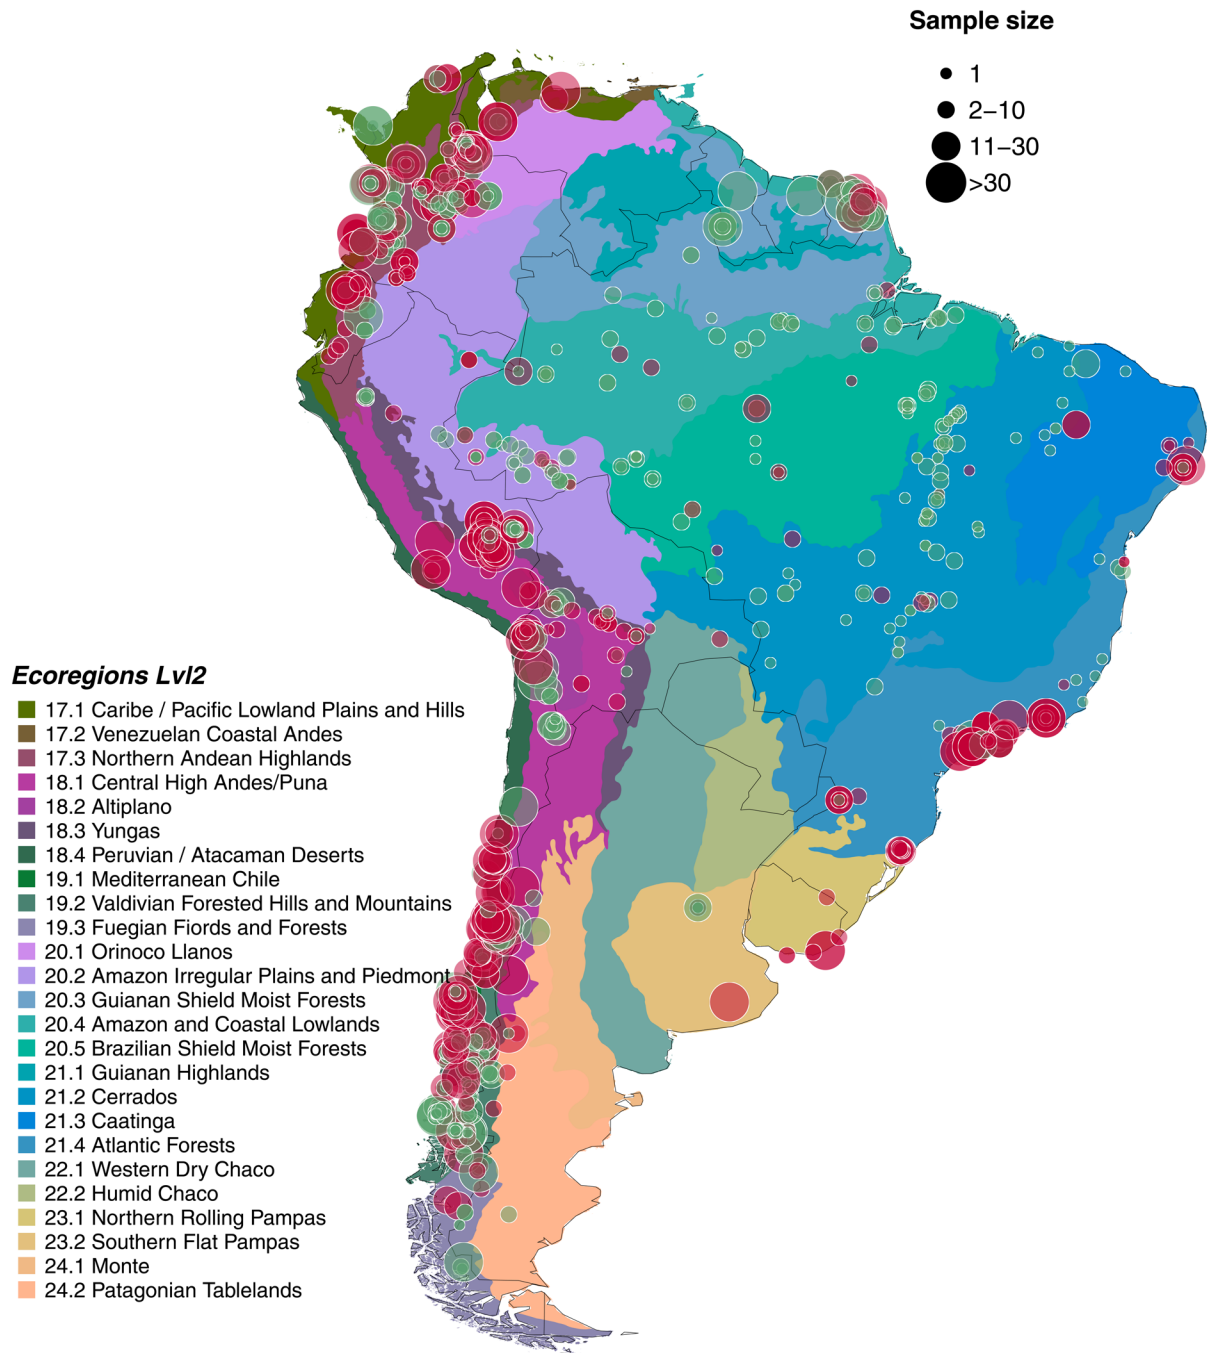 Sample size
1
2–10
11–30
>30
Ecoregions Lvl2
17.1 Caribe / Pacific Lowland Plains and Hills
17.2 Venezuelan Coastal Andes
17.3 Northern Andean Highlands
18.1 Central High Andes/Puna
18.2 Altiplano
18.3 Yungas
18.4 Peruvian / Atacaman Deserts
19.1 Mediterranean Chile
19.2 Valdivian Forested Hills and Mountains
19.3 Fuegian Fiords and Forests
20.1 Orinoco Llanos
20.2 Amazon Irregular Plains and Piedmont
20.3 Guianan Shield Moist Forests
20.4 Amazon and Coastal Lowlands
20.5 Brazilian Shield Moist Forests
21.1 Guianan Highlands
21.2 Cerrados
21.3 Caatinga
21.4 Atlantic Forests
22.1 Western Dry Chaco
22.2 Humid Chaco
23.1 Northern Rolling Pampas
23.2 Southern Flat Pampas
24.1 Monte
24.2 Patagonian Tablelands